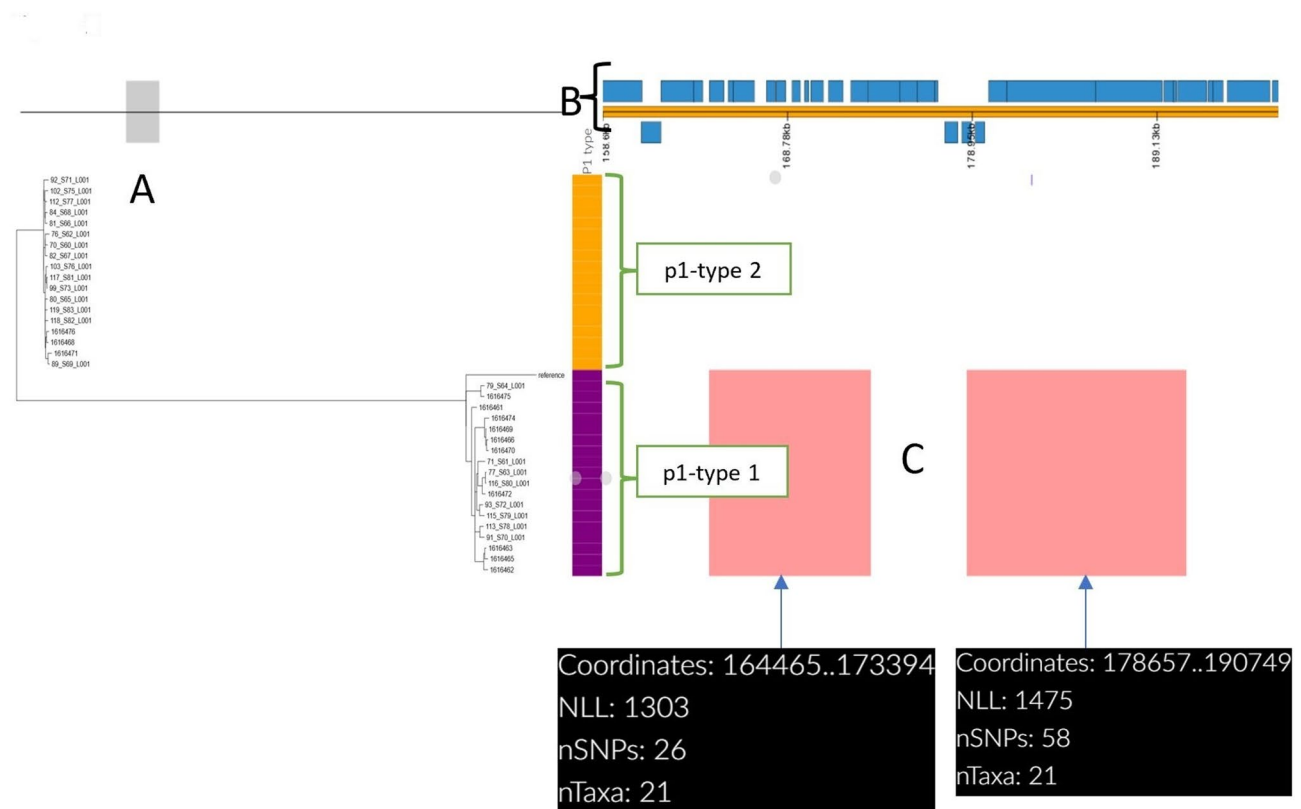 B
P1 type
158.6kb
168.78kb
178.95kb
189.13kb
A
92_S71_L001
102_S75_L001
112_S77_L001
84_S68_L001
81_S66_L001
76_S62_L001
70_S60_L001
82_S67_L001
103_S76_L001
117_S81_L001
99_S73_L001
80_S65_L001
119_S83_L001
118_S82_L001
1616476
1616468
1616471
89_S69_L001
p1-type 2
reference
79_S64_L001
1616475
1616461
1616474
1616469
1616466
1616470
71_S61_L001
77_S63_L001
116_S80_L001
1616472
93_S72_L001
115_S79_L001
113_S78_L001
91_S70_L001
1616463
1616465
1616462
p1-type 1
C
Coordinates: 164465..173394
NLL: 1303
nSNPs: 26
nTaxa: 21
Coordinates: 178657..190749
NLL: 1475
nSNPs: 58
nTaxa: 21